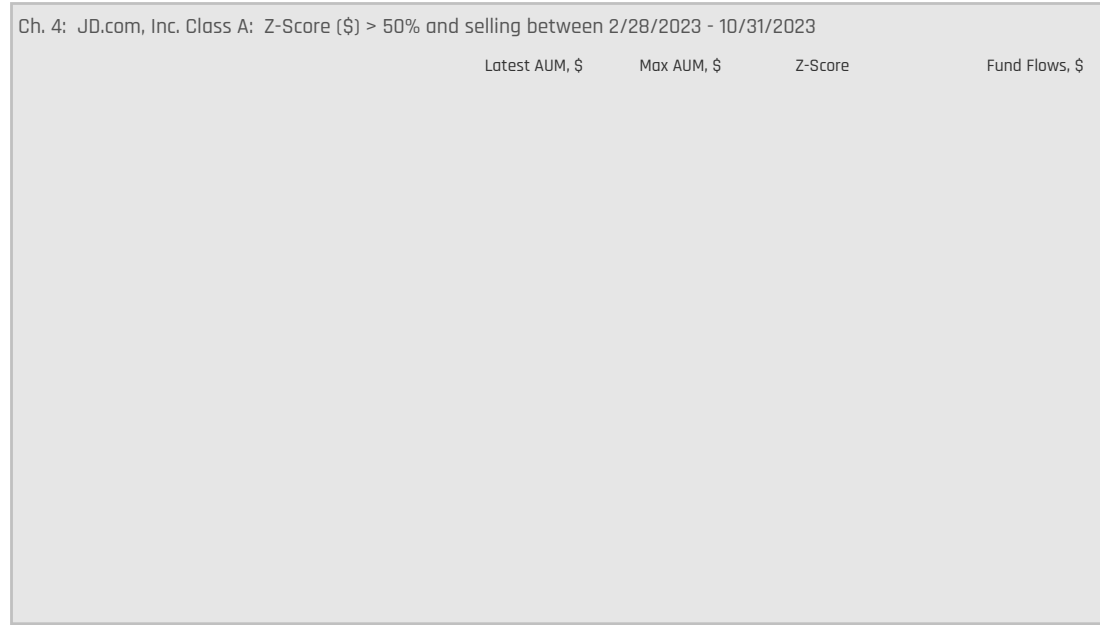 Ch. 4: JD.com, Inc. Class A: Z-Score ($) > 50% and selling between 2/28/2023 - 10/31/2023
Latest AUM, $ Max AUM, $ Z-Score Fund Flows, $